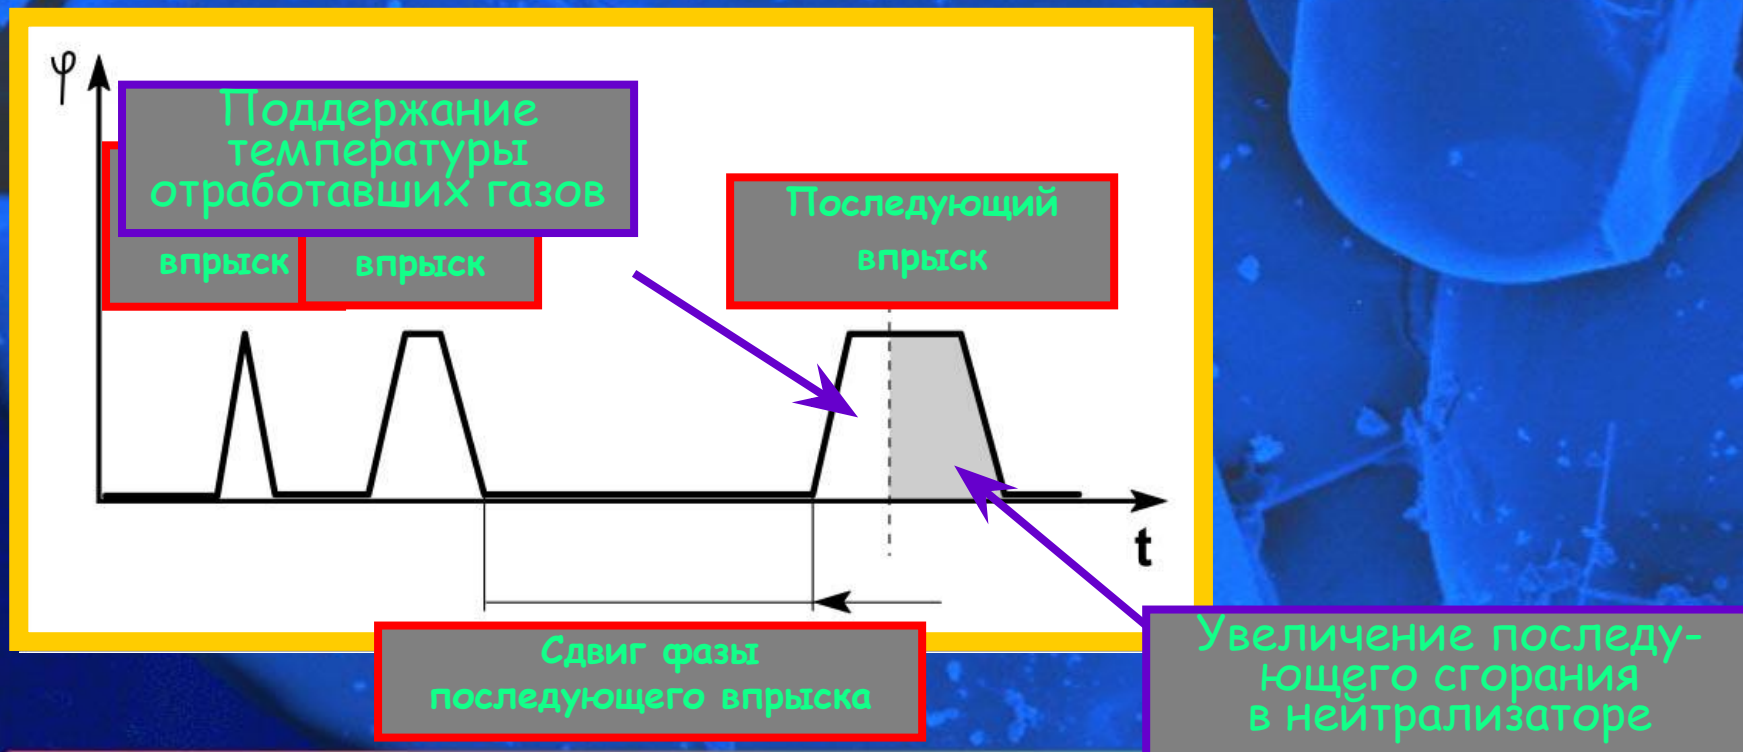 φ
Поддержание
температуры
отработавших газов
впрыск
впрыск
Последующий
впрыск
t
Сдвиг фазы
последующего впрыска
Увеличение последу-
ющего сгорания
в нейтрализаторе